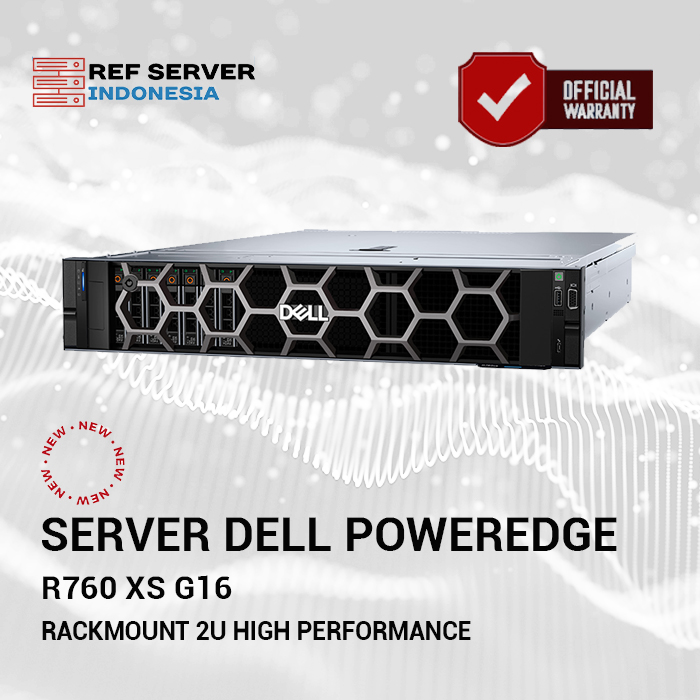 REF SERVER
INDONESIA
OFFICIAL
WARRANTY
DELL
NEW · NEW · NEW · NEW · NEW · NEW ·
SERVER DELL POWEREDGE
R760 XS G16
RACKMOUNT 2U HIGH PERFORMANCE